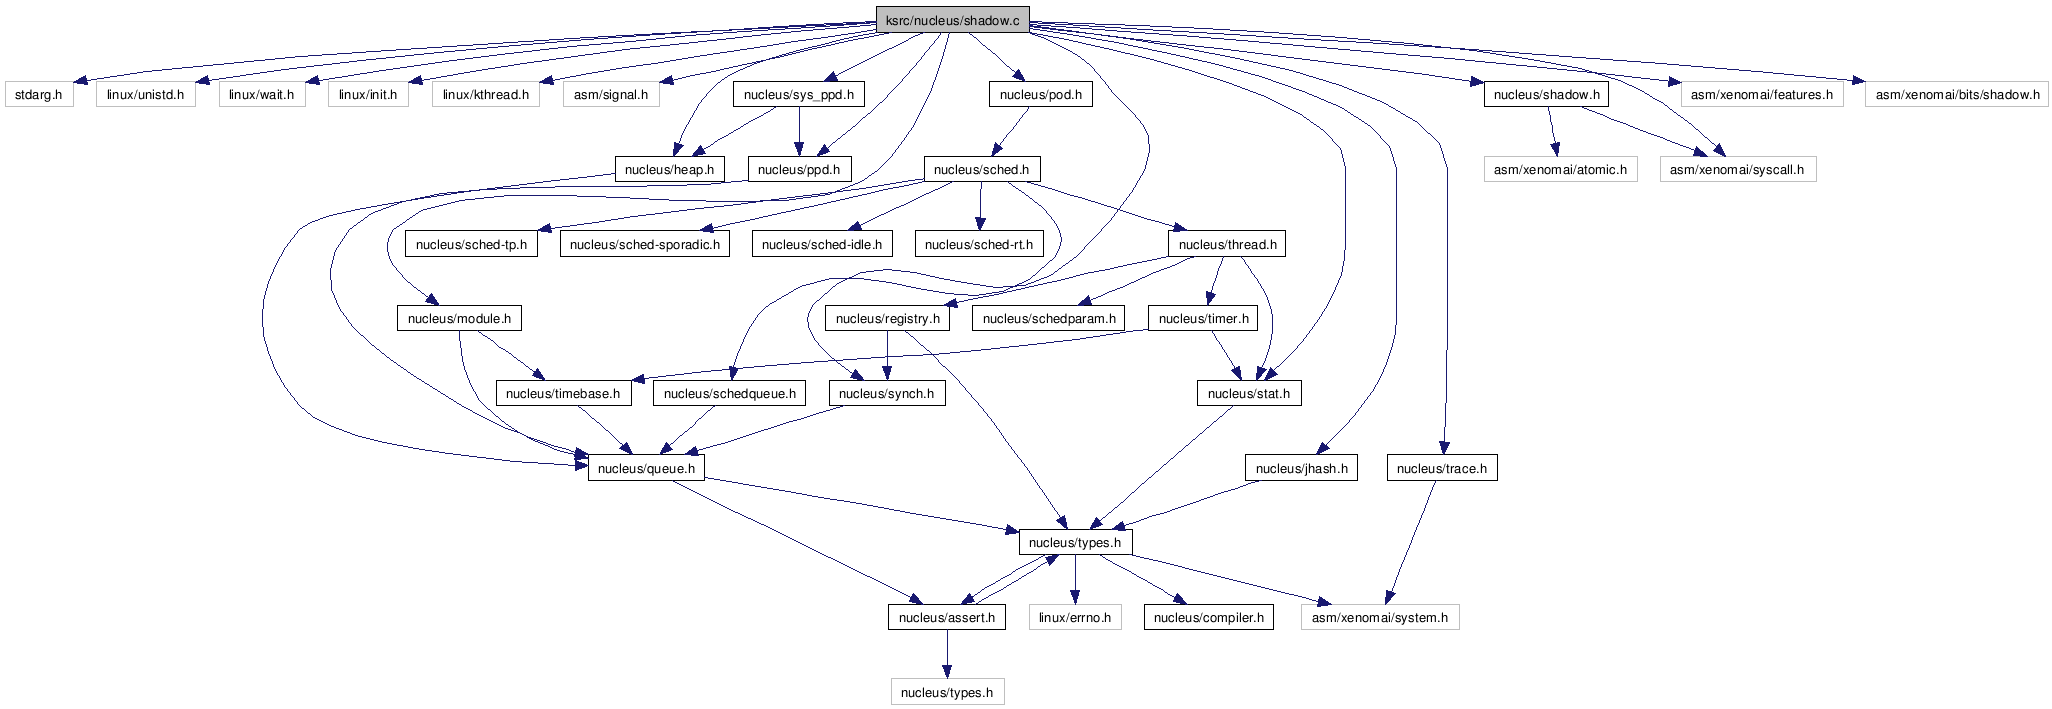 ksrc/nucleus/shadow.c
stdarg.h
linux/unistd.h
linux/wait.h
linux/init.h
linux/kthread.h
asm/signal.h
nucleus/sys_ppd.h
nucleus/pod.h
nucleus/shadow.h
asm/xenomai/features.h
asm/xenomai/bits/shadow.h
nucleus/heap.h
nucleus/ppd.h
nucleus/sched.h
asm/xenomai/atomic.h
asm/xenomai/syscall.h
nucleus/sched-tp.h
nucleus/sched-sporadic.h
nucleus/sched-idle.h
nucleus/sched-rt.h
nucleus/thread.h
nucleus/module.h
nucleus/registry.h
nucleus/schedparam.h
nucleus/timer.h
nucleus/timebase.h
nucleus/schedqueue.h
nucleus/synch.h
nucleus/stat.h
nucleus/queue.h
nucleus/jhash.h
nucleus/trace.h
nucleus/types.h
nucleus/assert.h
linux/errno.h
nucleus/compiler.h
asm/xenomai/system.h
nucleus/types.h